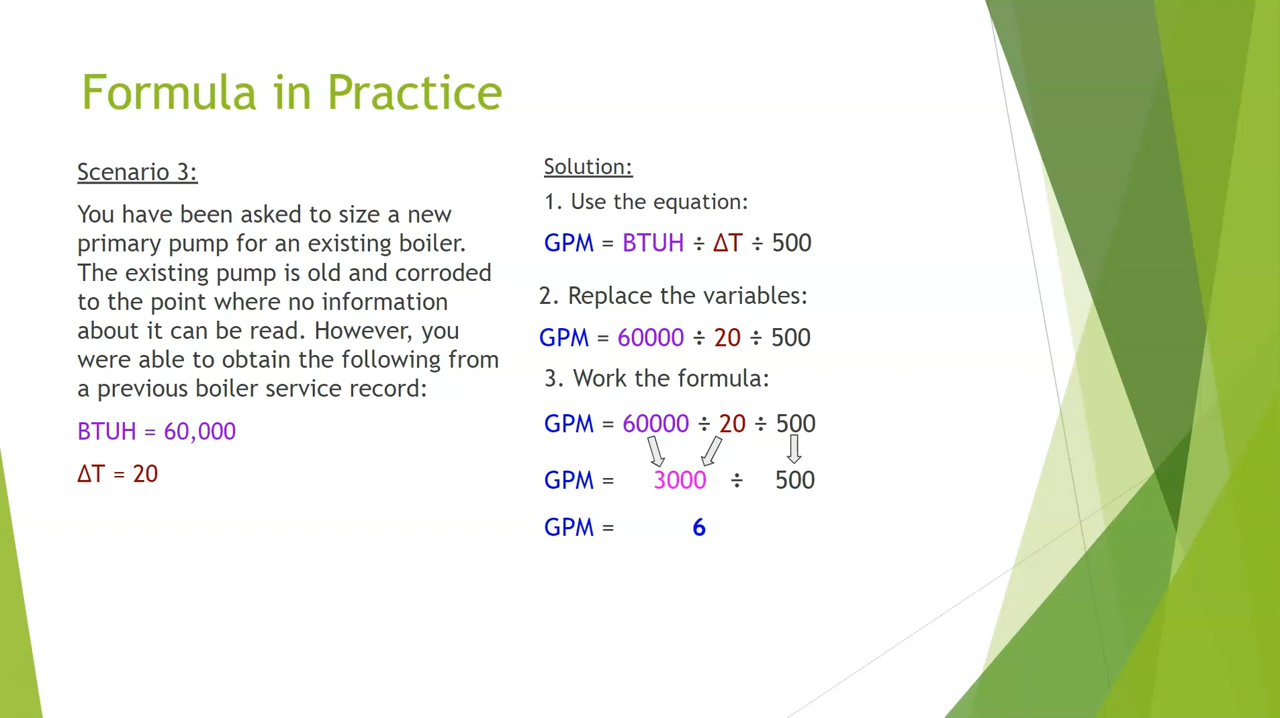 Formula in Practice
Scenario 3:
You have been asked to size a new
primary pump for an existing boiler.
The existing pump is old and corroded
to the point where no information
about it can be read. However, you
were able to obtain the following from
a previous boiler service record:
BTUH = 60,000
ΔT = 20
Solution:
1. Use the equation:
GPM = BTUH ÷ ΔT ÷ 500
2. Replace the variables:
GPM = 60000 ÷ 20 ÷ 500
3. Work the formula:
GPM = 60000 ÷ 20 ÷ 500
GPM = 3000 ÷ 500
GPM = 6